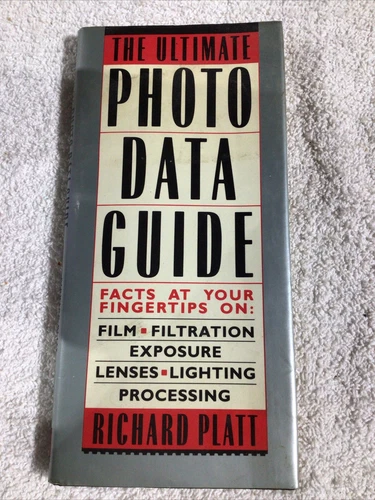 THE ULTIMATE
PHOTO
DATA
GUIDE
FACTS AT YOUR
FINGERTIPS ON:
FILM ▪ FILTRATION
EXPOSURE
LENSES ▪ LIGHTING
PROCESSING
RICHARD PLATT